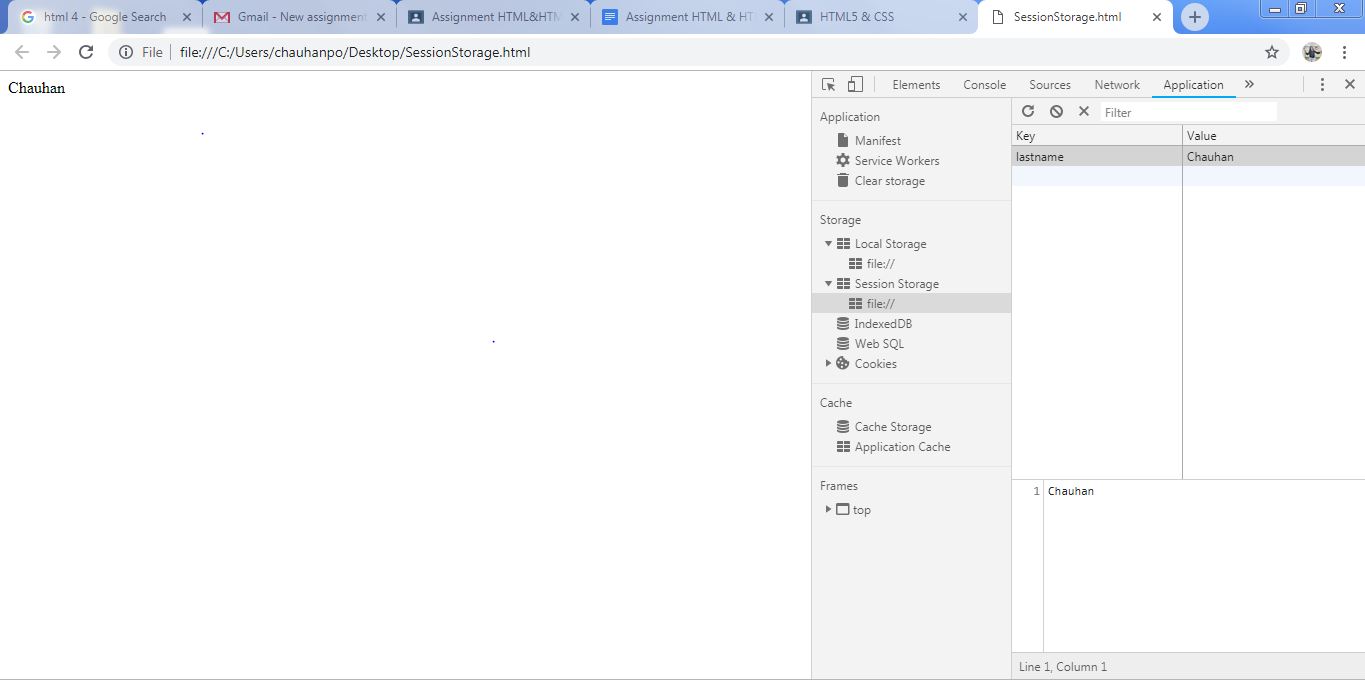 html 4 - Google Search
Gmail - New assignment
Assignment HTML&HTM
Assignment HTML & HT
HTML5 & CSS
SessionStorage.html
File
file:///C:/Users/chauhanpo/Desktop/SessionStorage.html
Chauhan
Elements Console Sources Network Application »
Application
Manifest
Service Workers
Clear storage
Storage
Local Storage
file://
Session Storage
file://
IndexedDB
Web SQL
Cookies
Cache
Cache Storage
Application Cache
Frames
top
Filter
Key Value
lastname Chauhan
1 Chauhan
Line 1, Column 1